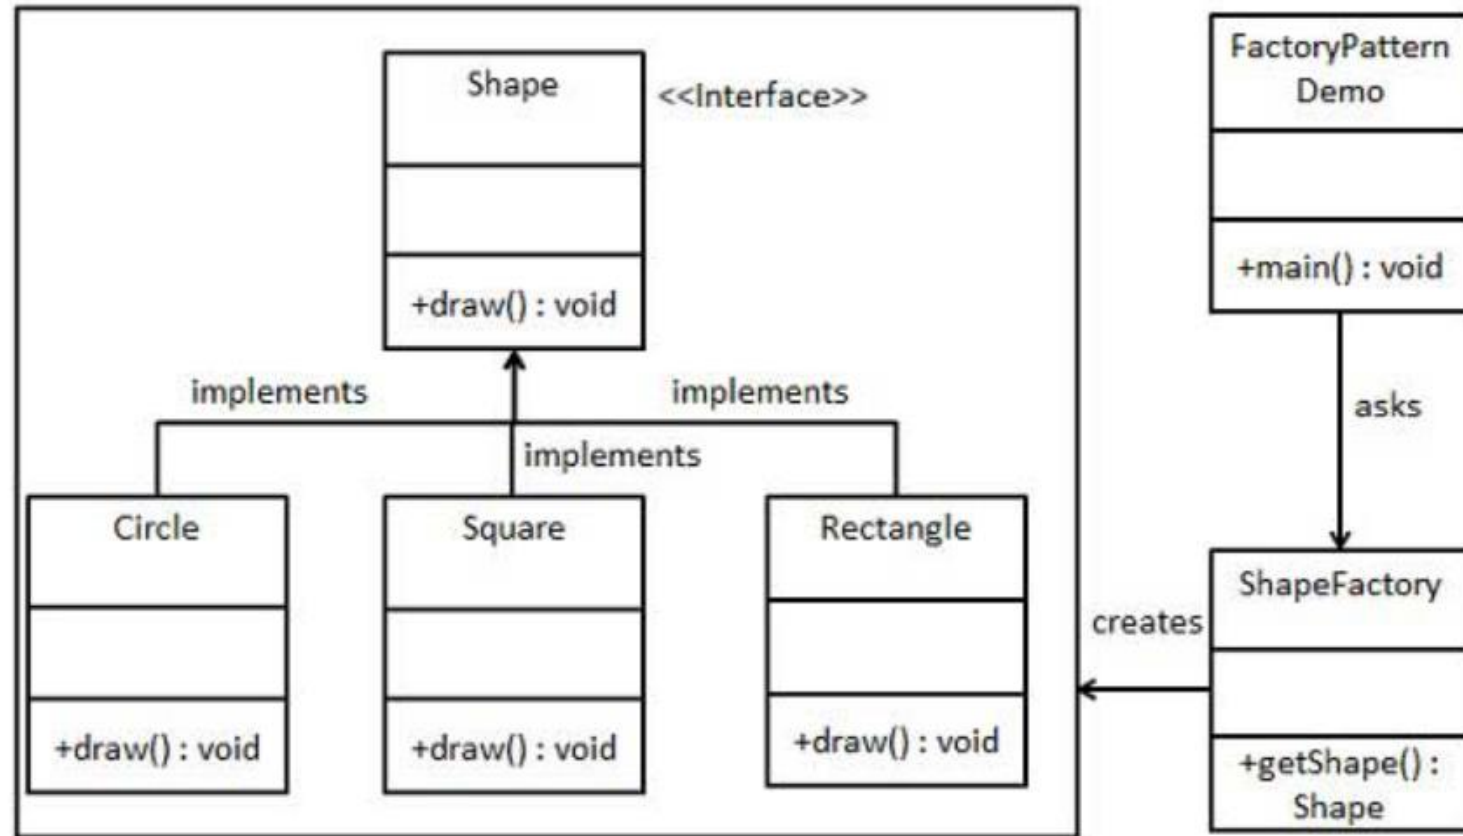 Shape
<<Interface>>
+draw() : void
implements
implements
implements
Circle
+draw() : void
Square
+draw() : void
Rectangle
+draw() : void
FactoryPattern
Demo
+main() : void
asks
ShapeFactory
+getShape() :
Shape
creates